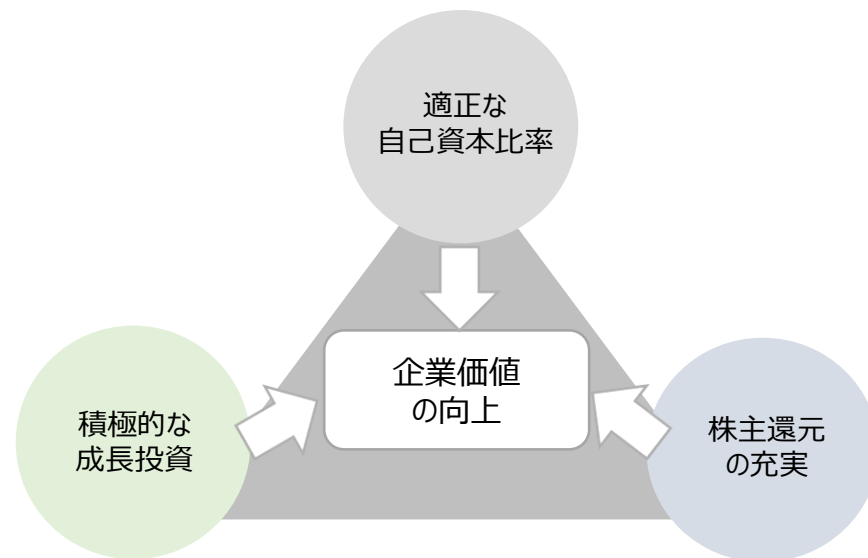 適正な
自己資本比率
企業価値
の向上
積極的な
成長投資
株主還元
の充実